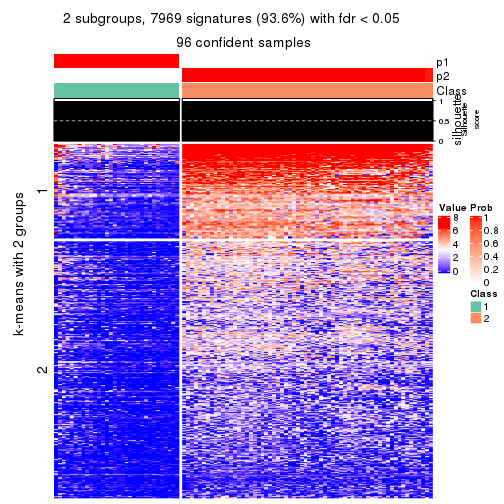 2 subgroups, 7969 signatures (93.6%) with fdr < 0.05
96 confident samples
p1
p2
Class
1
0.5
0
silhouette
Silhouette
score
k-means with 2 groups
1
2
Value
8
6
4
2
0
Prob
1
0.8
0.6
0.4
0.2
0
Class
1
2